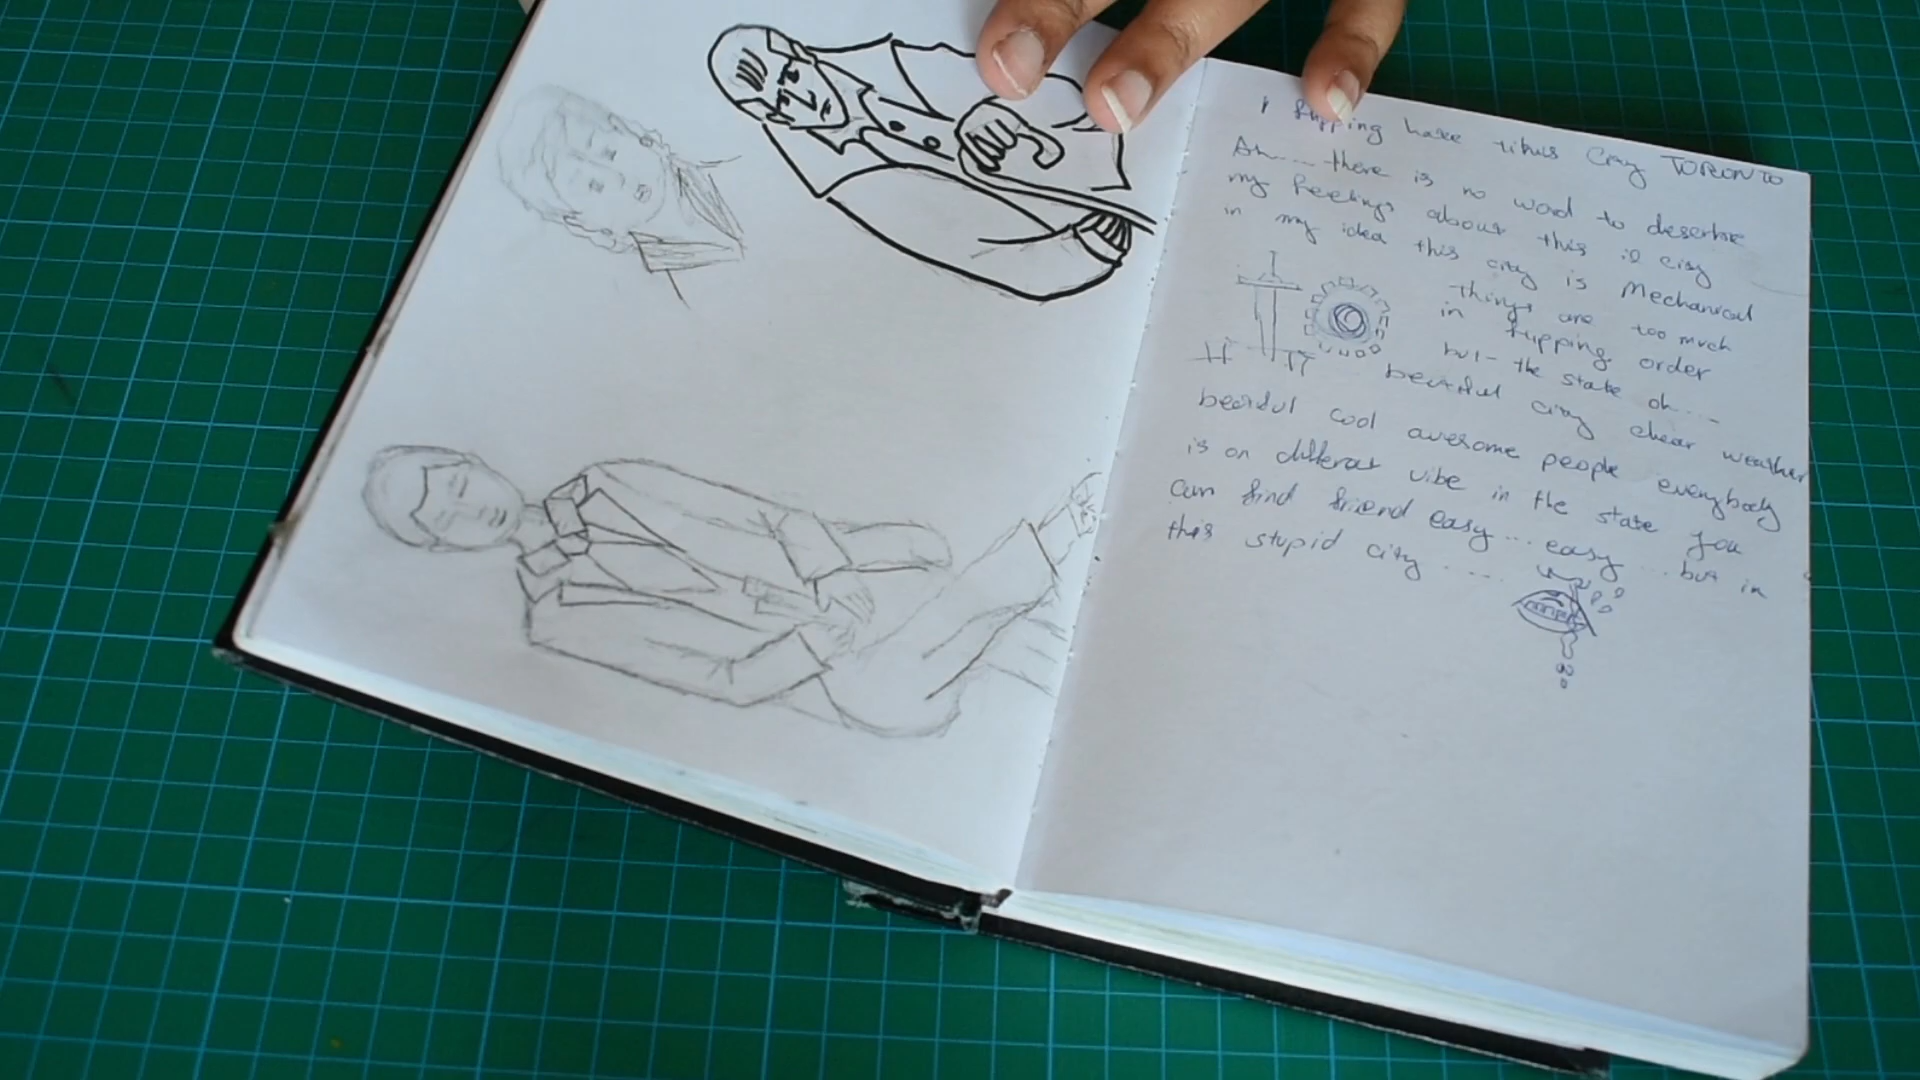 I fupping hate this City TORONTO
Ah.... there is no word to describe
my feelings about this city
in my idea this city is Mechanical
things are too much
in fupping order
but the state oh....
beatiful city clear weather
beatiful cool awesome people everybody
is on different vibe in the state you
can find friend easy... easy... but in
this stupid city .....